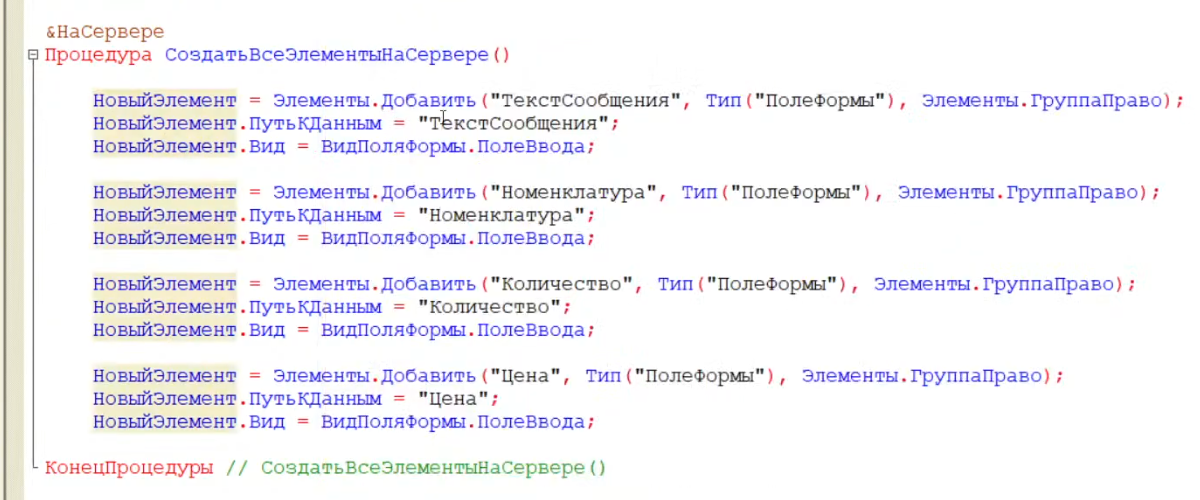 &НаСервере
Процедура СоздатьВсеЭлементыНаСервере()
НовыйЭлемент = Элементы.Добавить("ТекстСообщения", Тип("ПолеФормы"), Элементы.ГруппаПраво);
НовыйЭлемент.ПутьКДанным = "ТекстСообщения";
НовыйЭлемент.Вид = ВидПоляФормы.ПолеВвода;
НовыйЭлемент = Элементы.Добавить("Номенклатура", Тип("ПолеФормы"), Элементы.ГруппаПраво);
НовыйЭлемент.ПутьКДанным = "Номенклатура";
НовыйЭлемент.Вид = ВидПоляФормы.ПолеВвода;
НовыйЭлемент = Элементы.Добавить("Количество", Тип("ПолеФормы"), Элементы.ГруппаПраво);
НовыйЭлемент.ПутьКДанным = "Количество";
НовыйЭлемент.Вид = ВидПоляФормы.ПолеВвода;
НовыйЭлемент = Элементы.Добавить("Цена", Тип("ПолеФормы"), Элементы.ГруппаПраво);
НовыйЭлемент.ПутьКДанным = "Цена";
НовыйЭлемент.Вид = ВидПоляФормы.ПолеВвода;
КонецПроцедуры // СоздатьВсеЭлементыНаСервере()